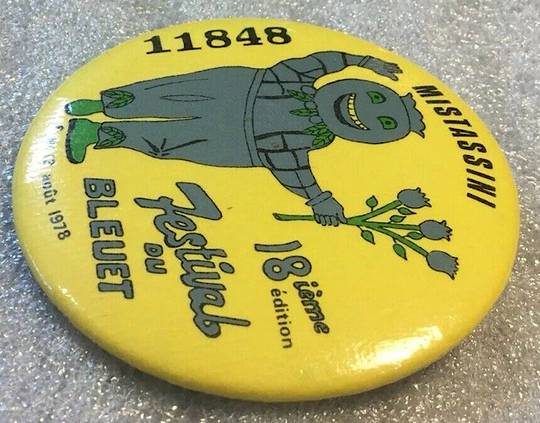 11848
MISTASSINI
18ième
édition
Festival
DU
BLEUET
août 1978